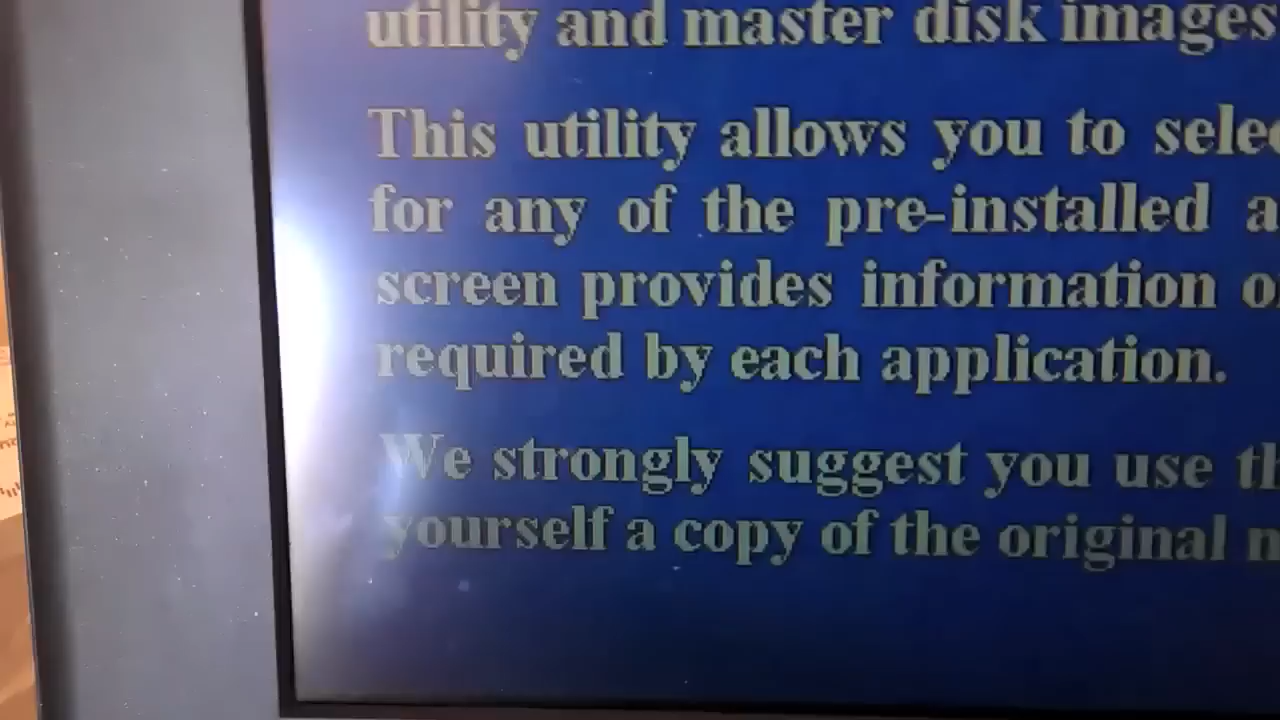 utility and master disk images
This utility allows you to
for any of the pre-installed
screen provides information
required by each application.
We strongly suggest you use
yourself a copy of the original